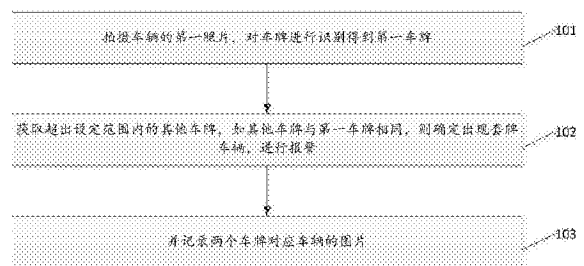 拍摄车辆的第一照片，对车牌进行识别得到第一车牌
101
获取超出设定范围内的其他车牌，如其他车牌与第一车牌相同，则确定出现套牌
车辆，进行报警
102
并记录两个车牌对应车辆的图片
103